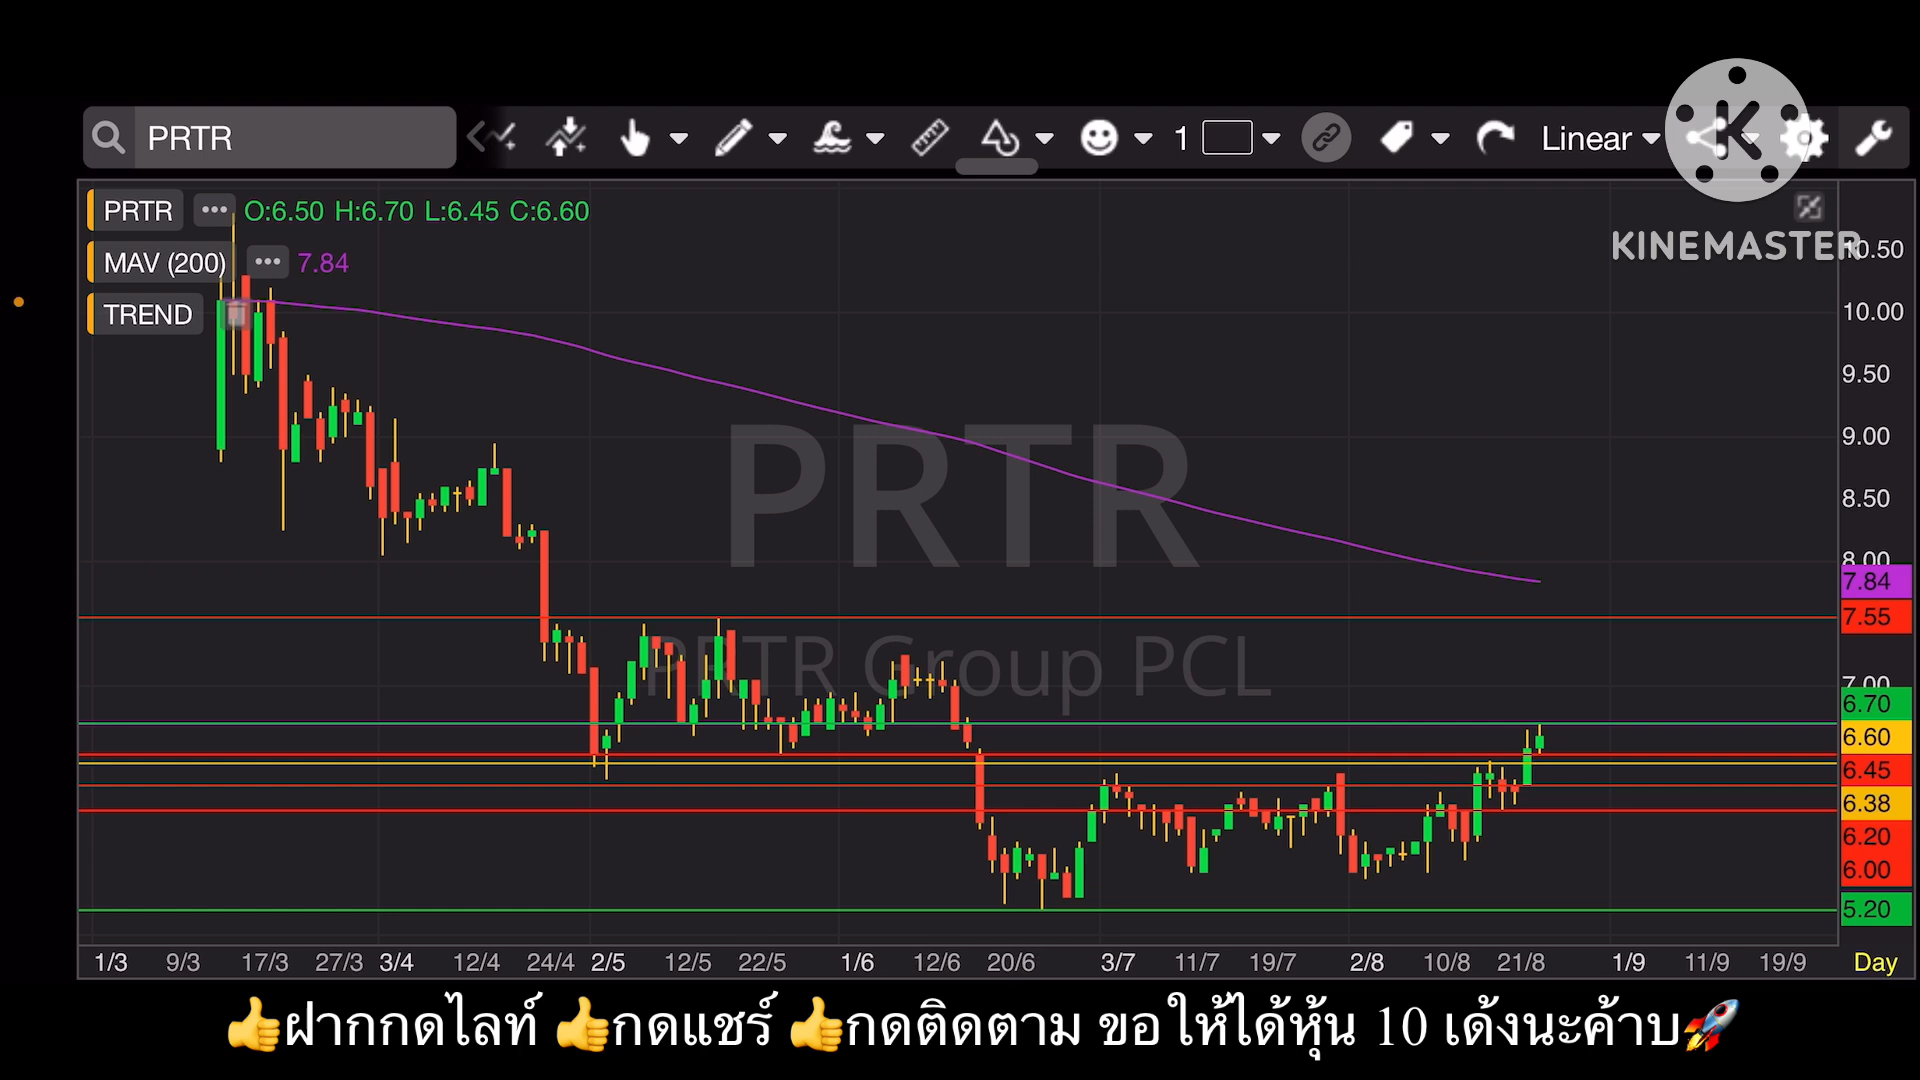 PRTR
1
Linear
KINEMASTER
PRTR ••• O:6.50 H:6.70 L:6.45 C:6.60
MAV (200) ••• 7.84
TREND
PRTR
PRTR Group PCL
10.50
10.00
9.50
9.00
8.50
8.00
7.84
7.55
7.00
6.70
6.60
6.45
6.38
6.20
6.00
5.20
1/3 9/3 17/3 27/3 3/4 12/4 24/4 2/5 12/5 22/5 1/6 12/6 20/6 3/7 11/7 19/7 2/8 10/8 21/8 1/9 11/9 19/9 Day
👍ฝากกดไลท์ 👍กดแชร์ 👍กดติดตาม ขอให้ได้หุ้น 10 เด้งนะค้าบ🚀